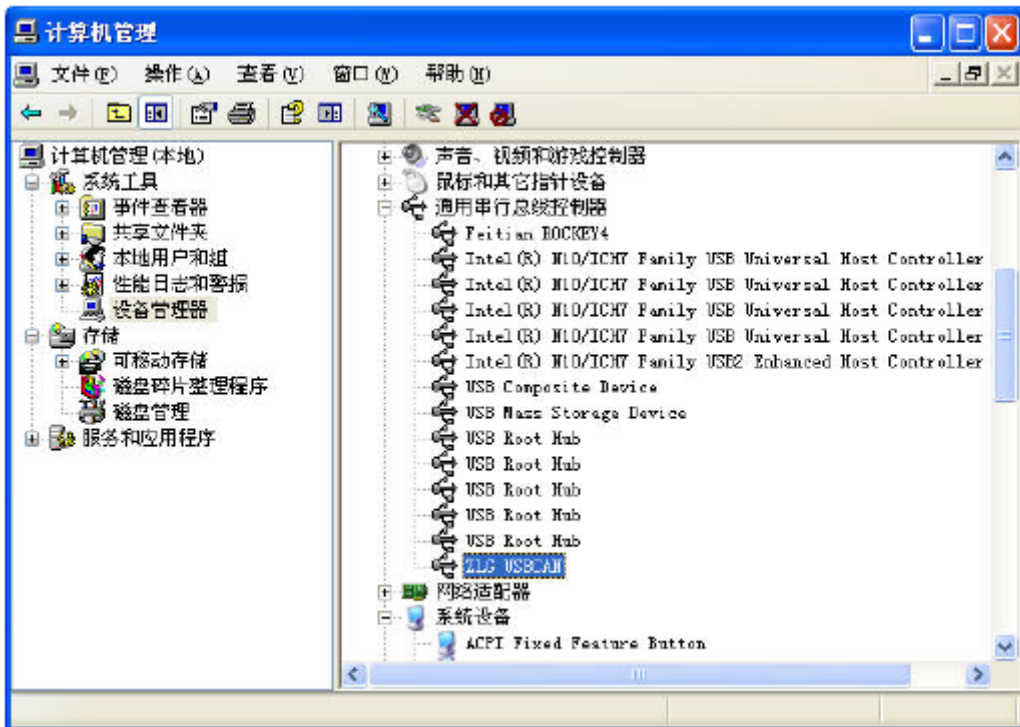 计算机管理
文件(F) 操作(A) 查看(V) 窗口(W) 帮助(H)
计算机管理(本地)
系统工具
事件查看器
共享文件夹
本地用户和组
性能日志和警报
设备管理器
存储
可移动存储
磁盘碎片整理程序
磁盘管理
服务和应用程序
声音、视频和游戏控制器
鼠标和其它指针设备
通用串行总线控制器
Feitian ROCKEY4
Intel(R) N10/ICH7 Family USB Universal Host Controller
Intel(R) N10/ICH7 Family USB Universal Host Controller
Intel(R) N10/ICH7 Family USB Universal Host Controller
Intel(R) N10/ICH7 Family USB Universal Host Controller
Intel(R) N10/ICH7 Family USB2 Enhanced Host Controller
USB Composite Device
USB Mass Storage Device
USB Root Hub
USB Root Hub
USB Root Hub
USB Root Hub
USB Root Hub
ZLG USBCAN
网络适配器
系统设备
ACPI Fixed Feature Button